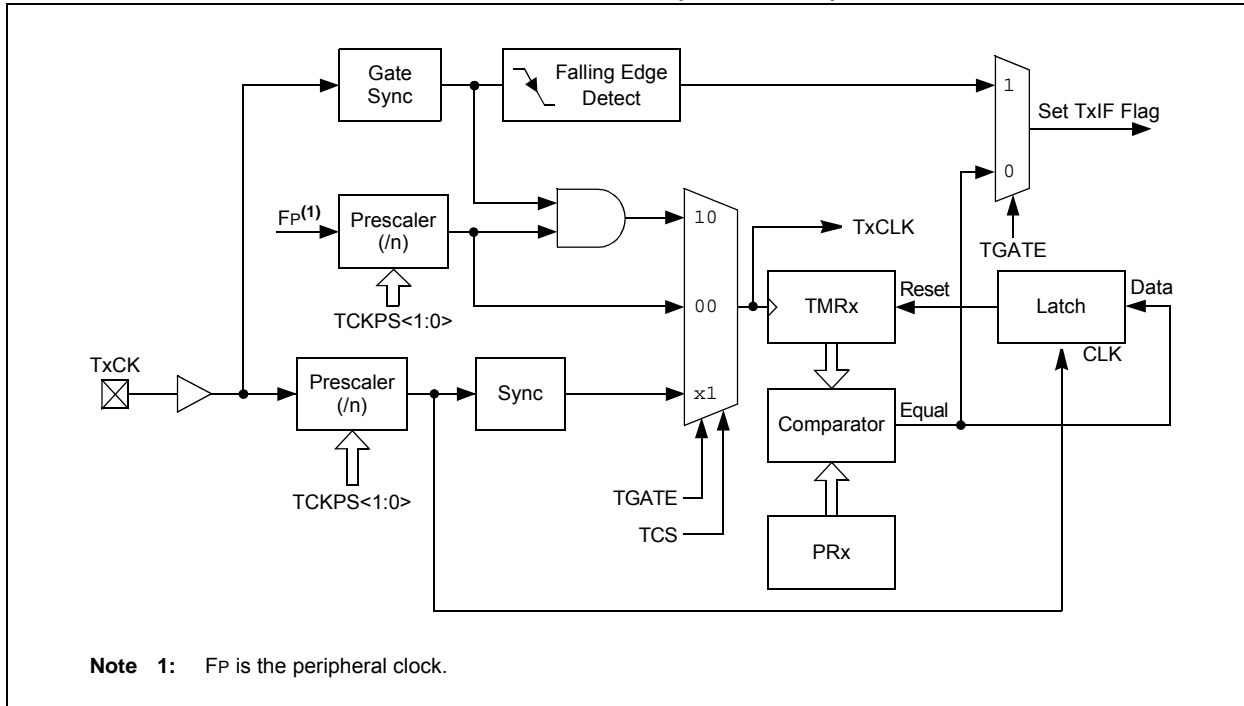 Gate
Sync
Falling Edge
Detect
1
Set TxIF Flag
0
FP(1)
Prescaler
(/n)
10
TxCLK
TGATE
TCKPS<1:0>
00
TMRx
Reset
Latch
Data
CLK
TxCK
Prescaler
(/n)
Sync
x1
Comparator
Equal
TCKPS<1:0>
TGATE
TCS
PRx
Note 1: FP is the peripheral clock.